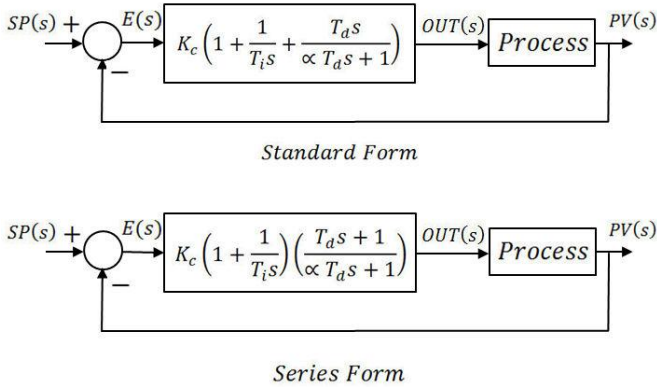 SP(s) + E(s) K_c(1 + 1/(T_i s) + T_d s/(∝ T_d s + 1)) OUT(s) Process PV(s)
−
Standard Form
SP(s) + E(s) K_c(1 + 1/(T_i s))((T_d s + 1)/(∝ T_d s + 1)) OUT(s) Process PV(s)
−
Series Form